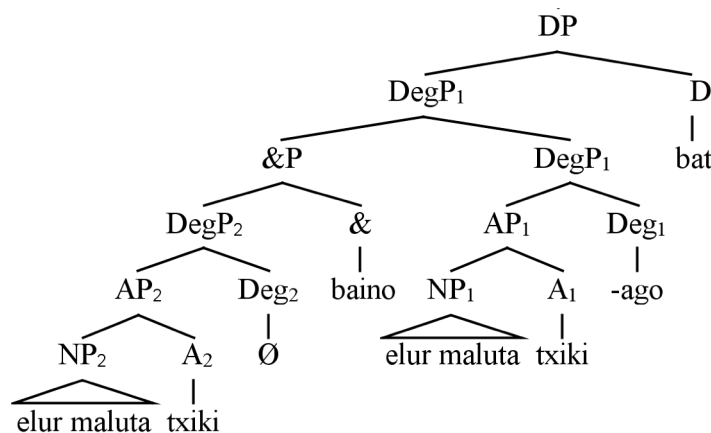 DP
DegP₁ D
&P DegP₁ bat
DegP₂ & AP₁ Deg₁
AP₂ Deg₂ baino NP₁ A₁ -ago
NP₂ A₂ Ø elur maluta txiki
elur maluta txiki